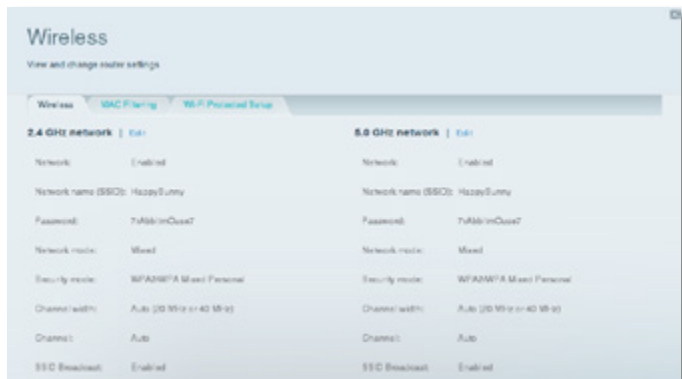 Wireless
View and change router settings
Wireless MAC Filtering Wi-Fi Protected Setup
2.4 GHz network | Edit
Network: Enabled
Network name (SSID): HappyBunny
Password:
Network mode: Mixed
Security mode: WPA2/WPA Mixed Personal
Channel width: Auto (20 MHz or 40 MHz)
Channel: Auto
SSID Broadcast: Enabled
5.0 GHz network | Edit
Network: Enabled
Network name (SSID): HappyBunny
Password:
Network mode: Mixed
Security mode: WPA2/WPA Mixed Personal
Channel width: Auto (20 MHz or 40 MHz)
Channel: Auto
SSID Broadcast: Enabled